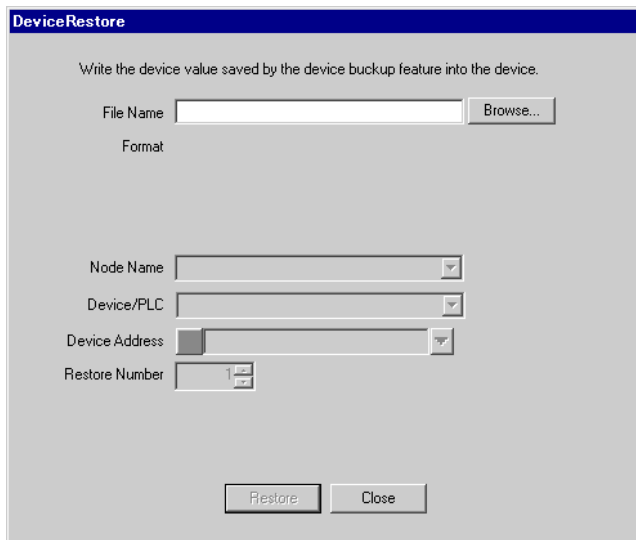 DeviceRestore
Write the device value saved by the device buckup feature into the device.
File Name Browse...
Format
Node Name
Device/PLC
Device Address
Restore Number 1
Restore Close